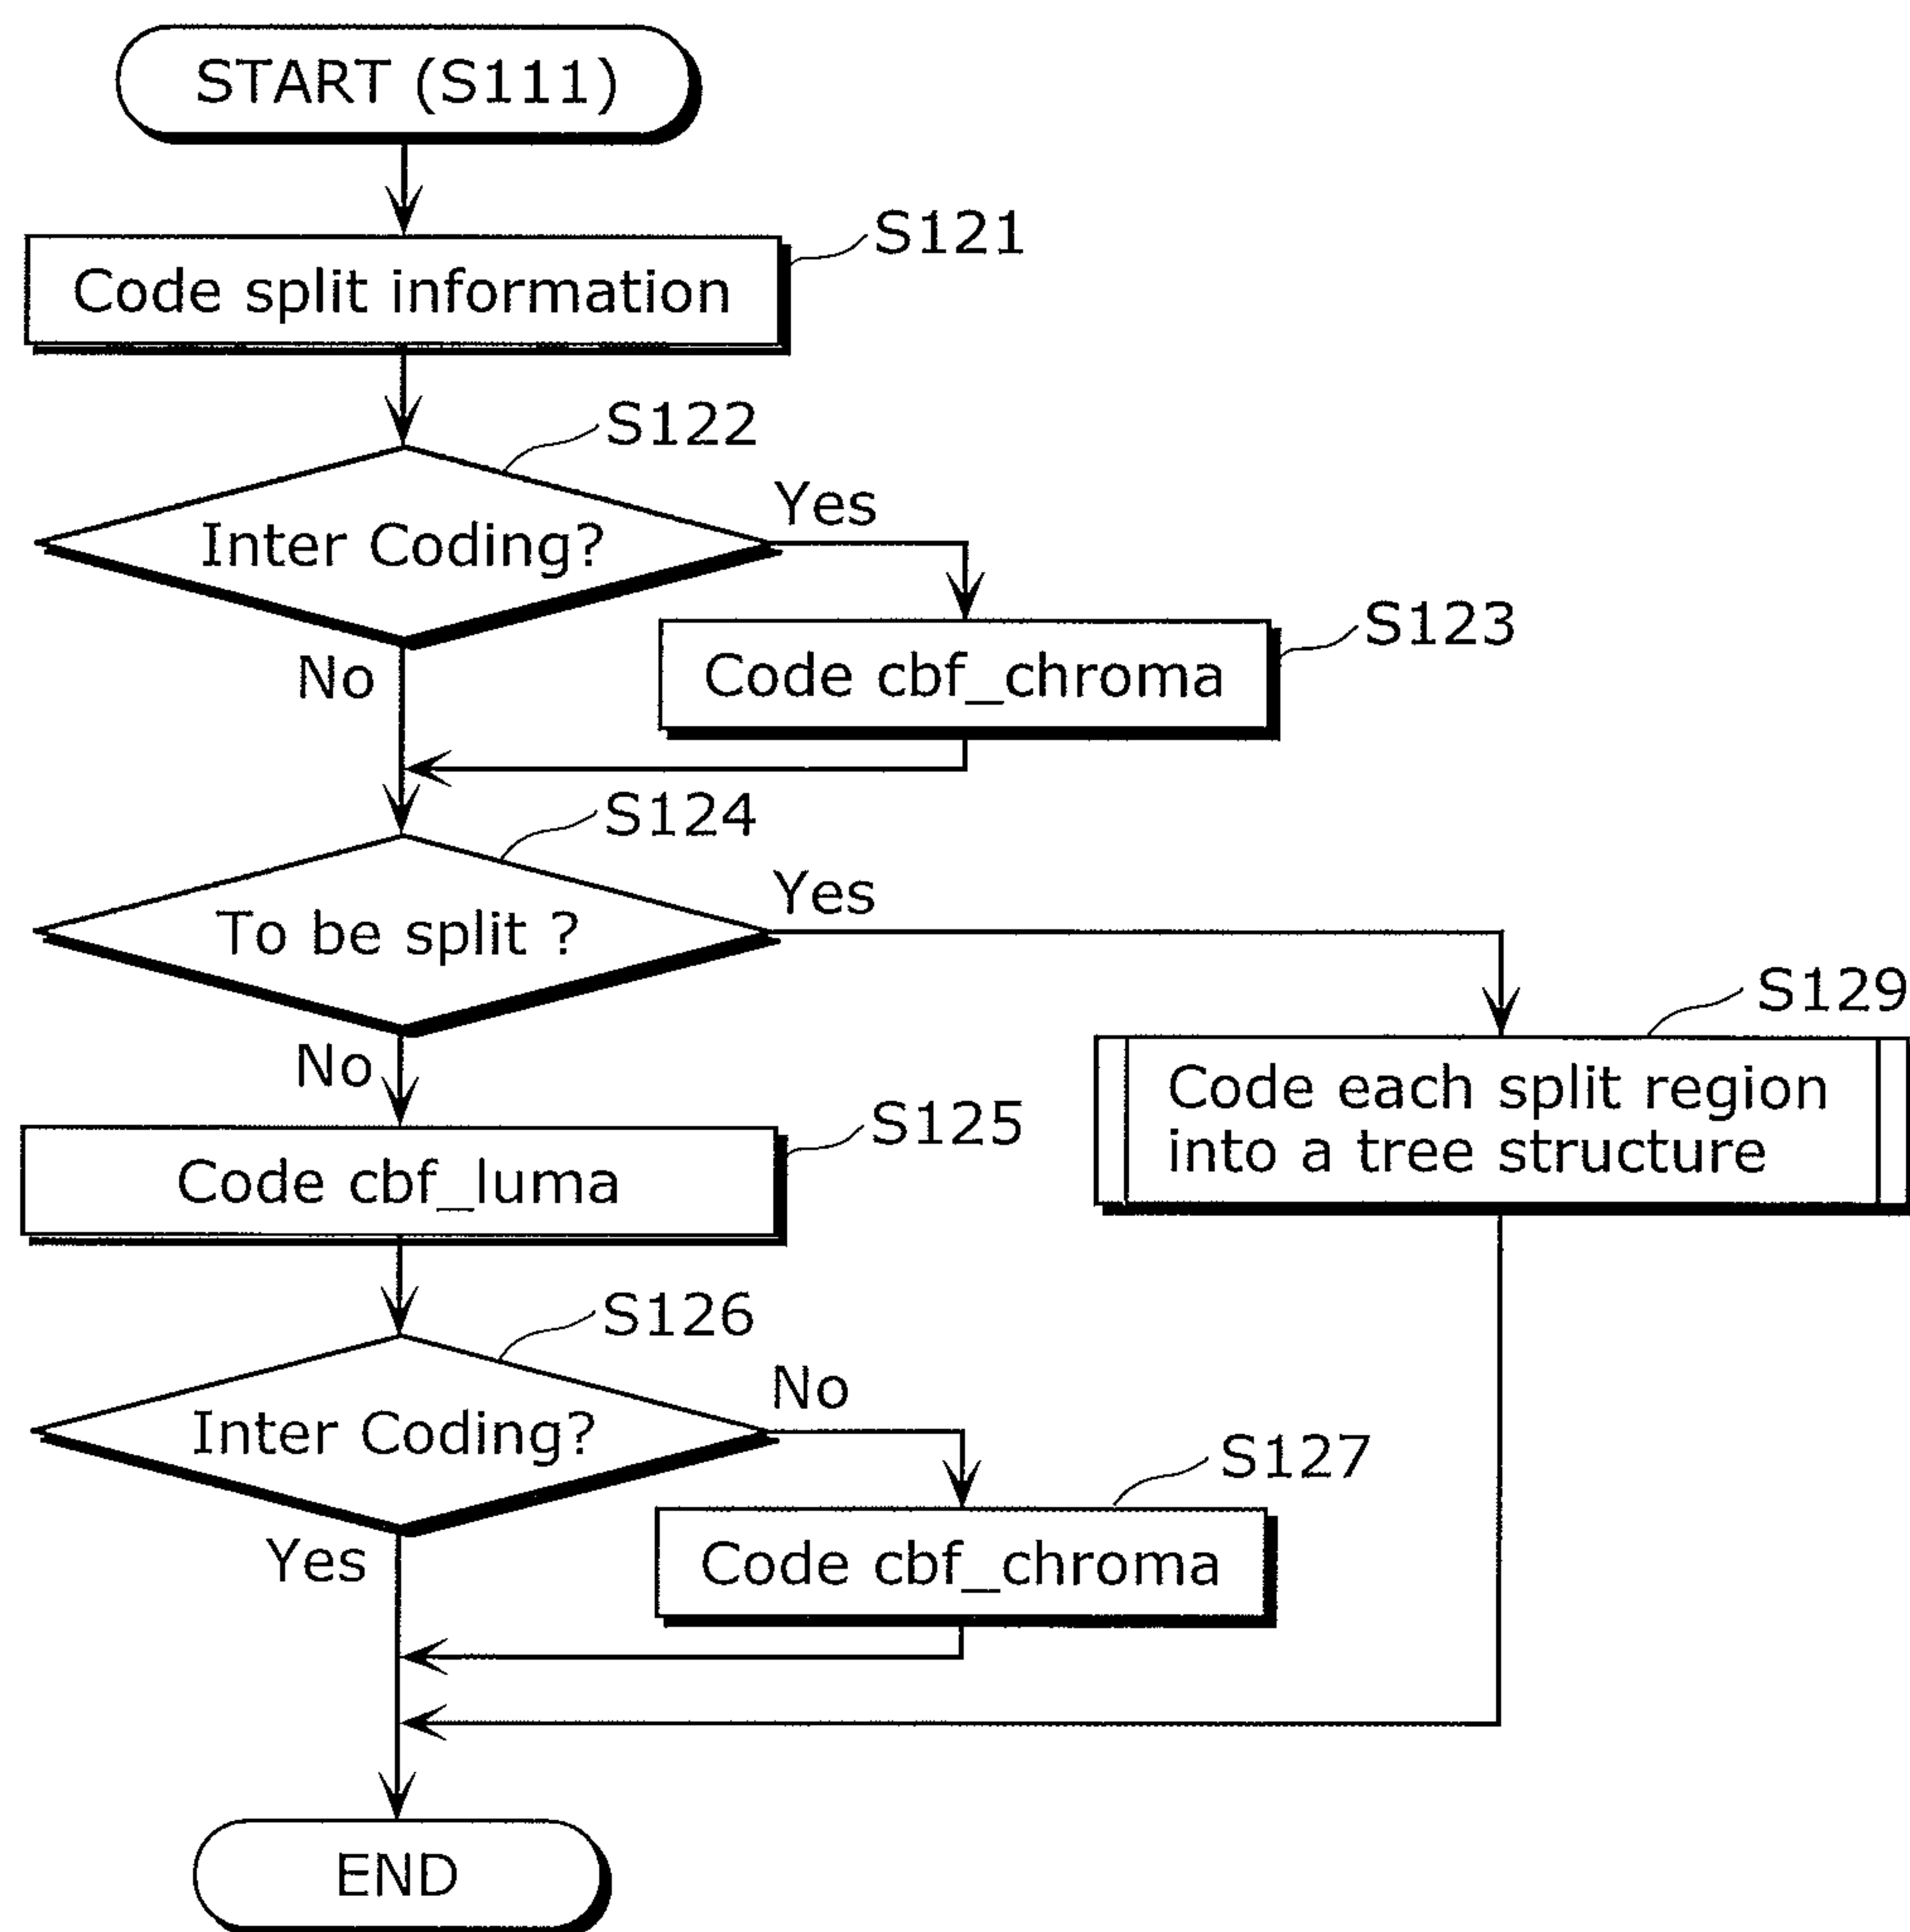 START (S111)
S121
Code split information
S122
Yes
Inter Coding?
S123
No
Code cbf_chroma
S124
Yes
To be split ?
S129
No
Code each split region
into a tree structure
S125
Code cbf_luma
S126
No
Inter Coding?
S127
Yes
Code cbf_chroma
END